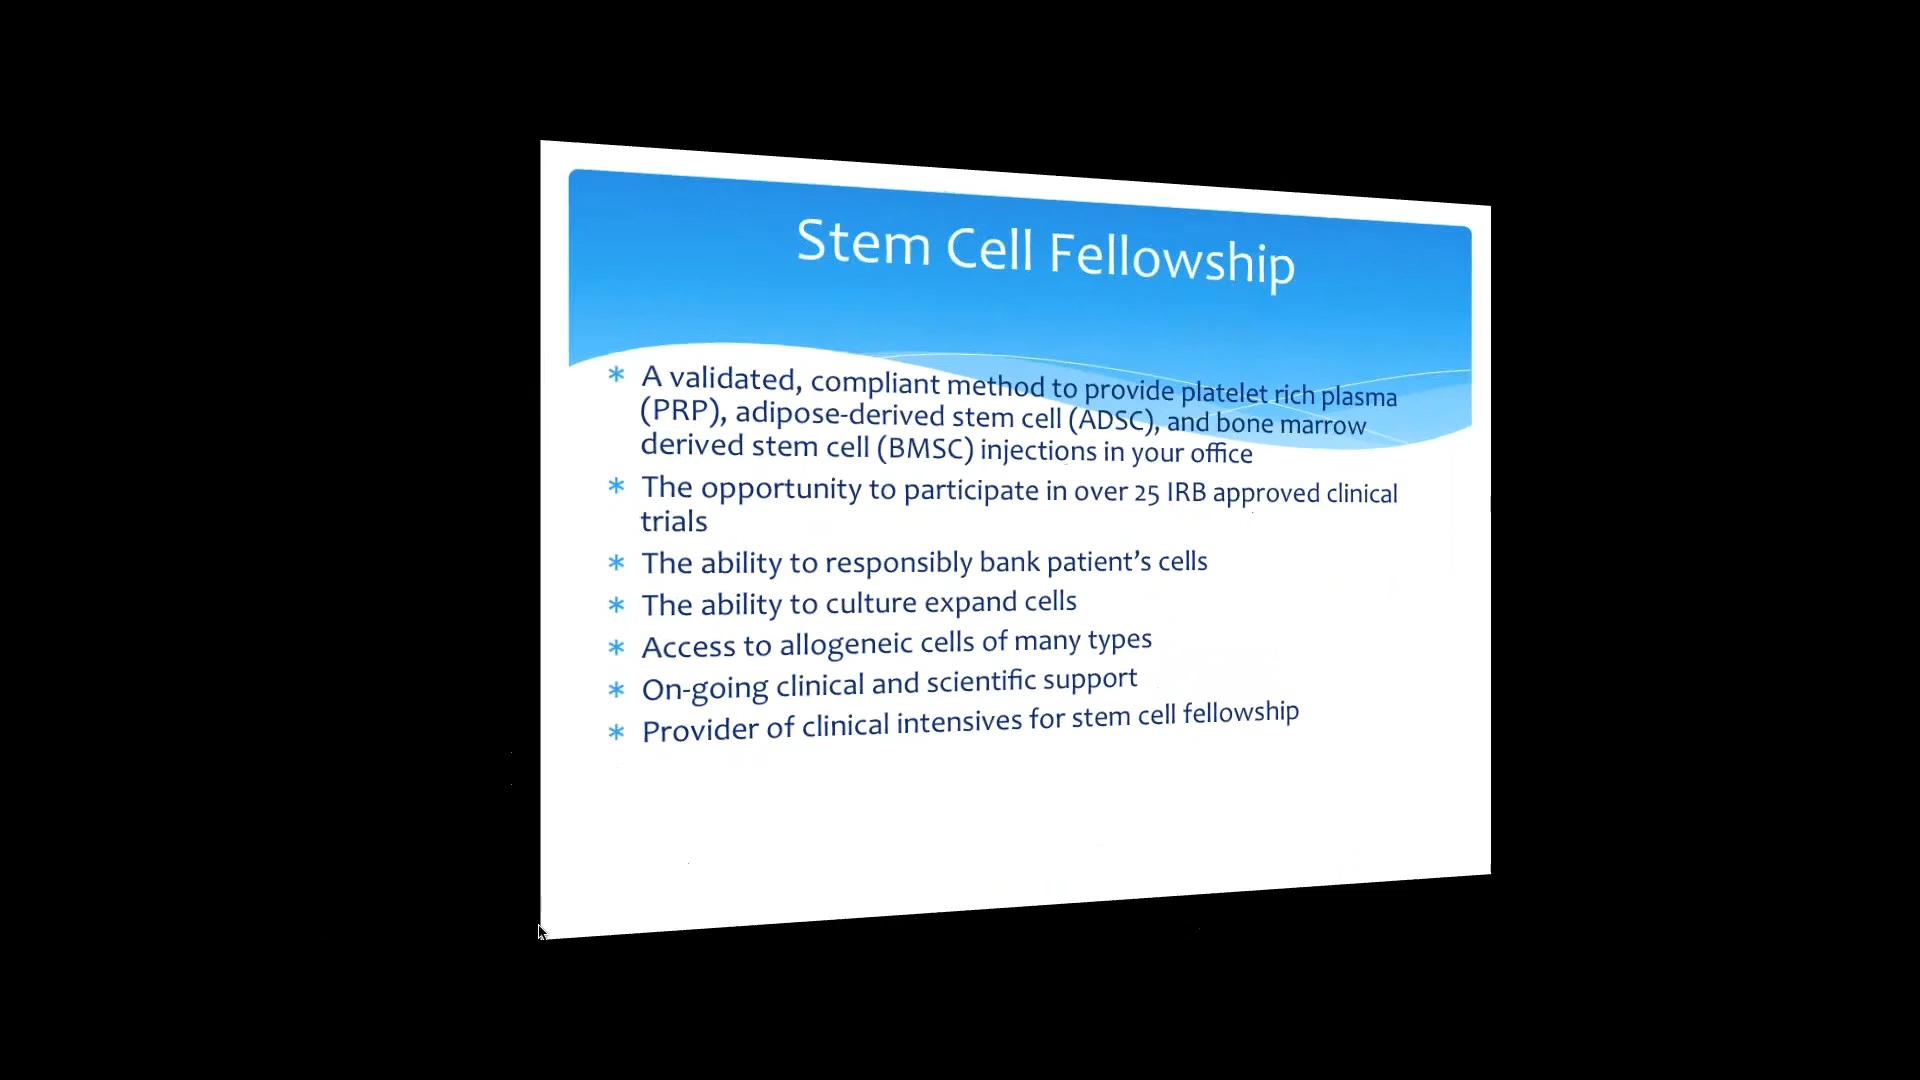 Stem Cell Fellowship
* A validated, compliant method to provide platelet rich plasma
(PRP), adipose-derived stem cell (ADSC), and bone marrow
derived stem cell (BMSC) injections in your office
* The opportunity to participate in over 25 IRB approved clinical
trials
* The ability to responsibly bank patient’s cells
* The ability to culture expand cells
* Access to allogeneic cells of many types
* On-going clinical and scientific support
* Provider of clinical intensives for stem cell fellowship